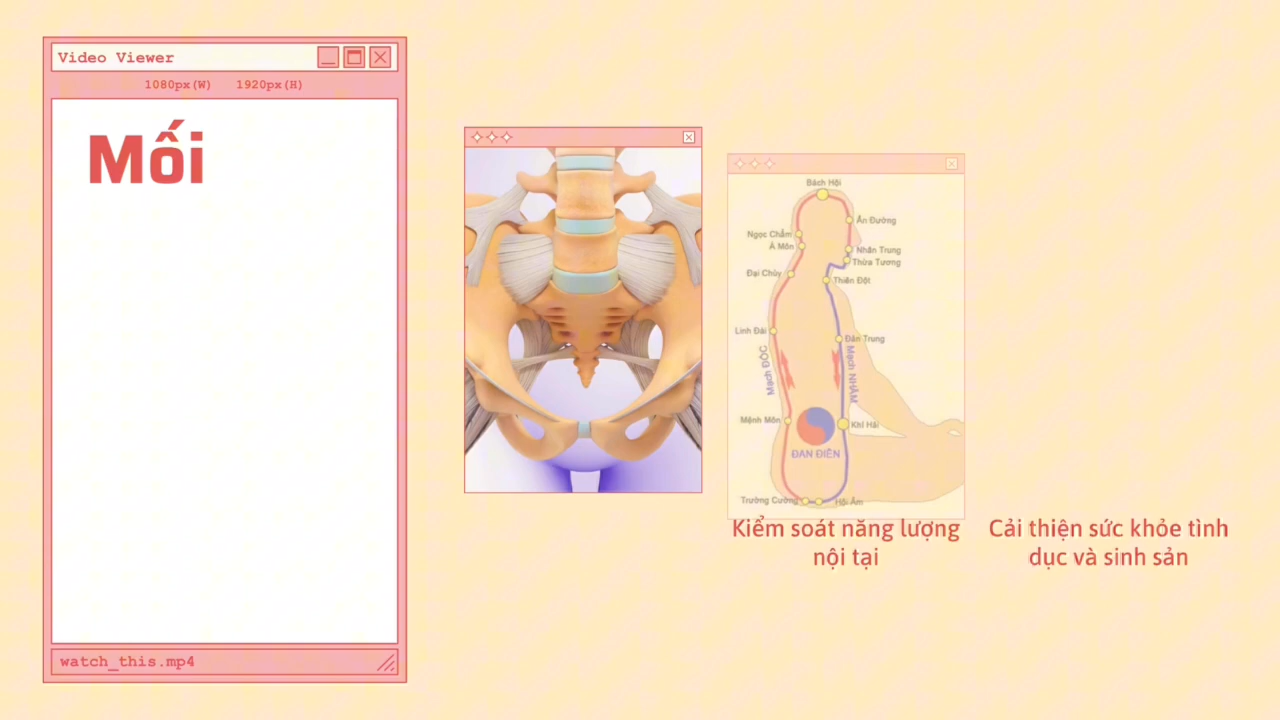 Video Viewer
1080px(W) 1920px(H)
Mối
watch_this.mp4
Bách Hội
Ấn Đường
Ngọc Chẩm
Á Môn
Nhân Trung
Thừa Tương
Đại Chùy
Thiên Đột
Linh Đài
Đản Trung
Mạch ĐỐC
Mạch NHÂM
Mệnh Môn
Khí Hải
ĐAN ĐIỀN
Trường Cường
Hội Âm
Kiểm soát năng lượng
nội tại
Cải thiện sức khỏe tình
dục và sinh sản